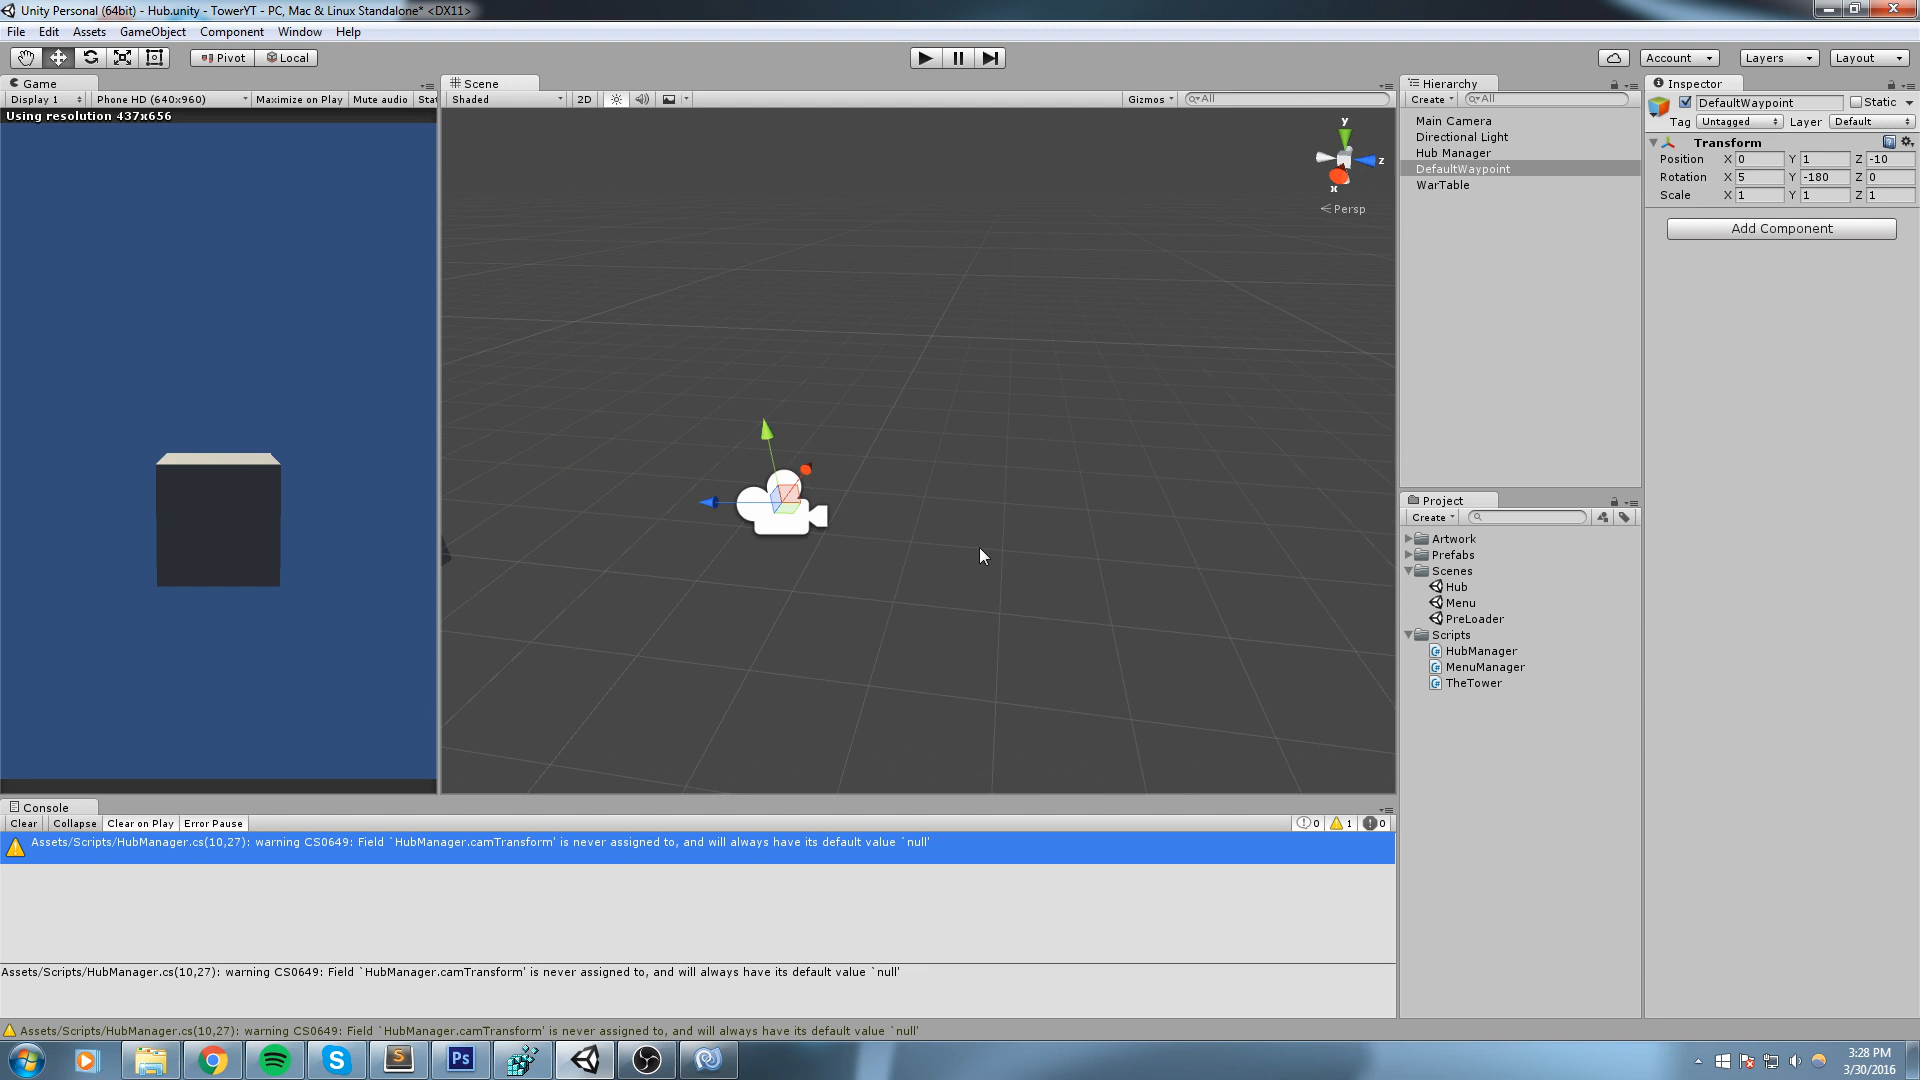 Unity Personal (64bit) - Hub.unity - TowerYT - PC, Mac & Linux Standalone* <DX11>
File Edit Assets GameObject Component Window Help
Pivot Local
Account Layers Layout
Game
Display 1 Phone HD (640x960) Maximize on Play Mute audio Stat
Using resolution 437x656
Scene
Shaded 2D Gizmos All
y
z
x
Persp
Hierarchy
Create All
Main Camera
Directional Light
Hub Manager
DefaultWaypoint
WarTable
Inspector
DefaultWaypoint Static
Tag Untagged Layer Default
Transform
Position X 0 Y 1 Z -10
Rotation X 5 Y -180 Z 0
Scale X 1 Y 1 Z 1
Add Component
Project
Create
Artwork
Prefabs
Scenes
Hub
Menu
PreLoader
Scripts
HubManager
MenuManager
TheTower
Console
Clear Collapse Clear on Play Error Pause 0 1 0
Assets/Scripts/HubManager.cs(10,27): warning CS0649: Field `HubManager.camTransform' is never assigned to, and will always have its default value `null'
Assets/Scripts/HubManager.cs(10,27): warning CS0649: Field `HubManager.camTransform' is never assigned to, and will always have its default value `null'
Assets/Scripts/HubManager.cs(10,27): warning CS0649: Field `HubManager.camTransform' is never assigned to, and will always have its default value `null'
S
S
Ps
3:28 PM
3/30/2016